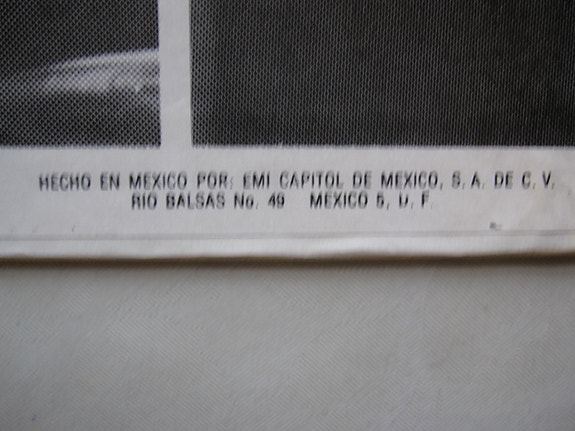 HECHO EN MEXICO POR: EMI CAPITOL DE MEXICO, S. A. DE C. V.
RIO BALSAS No. 49 MEXICO 5, D. F.